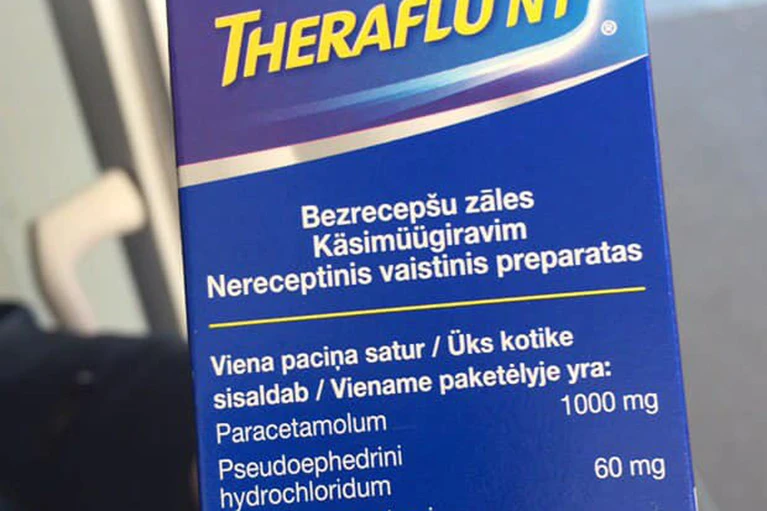 THERAFLU NT
®
Bezrecepšu zāles
Käsimüügiravim
Nereceptinis vaistinis preparatas
Viena paciņa satur / Üks kotike
sisaldab / Viename paketėlyje yra:
Paracetamolum 1000 mg
Pseudoephedrini
hydrochloridum 60 mg